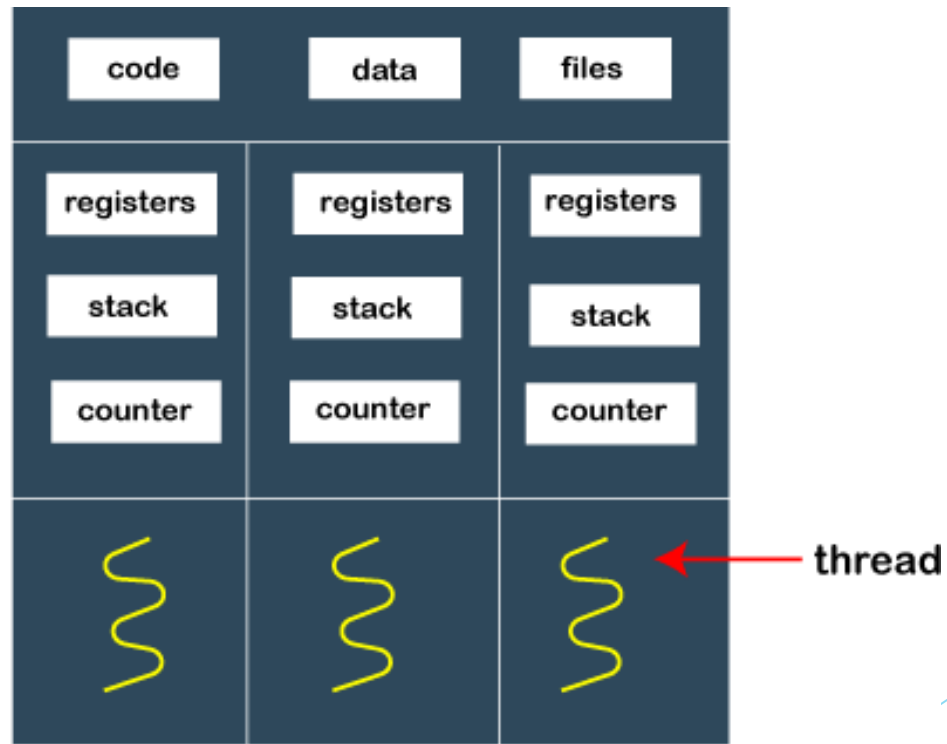 code data files
registers registers registers
stack stack stack
counter counter counter
thread